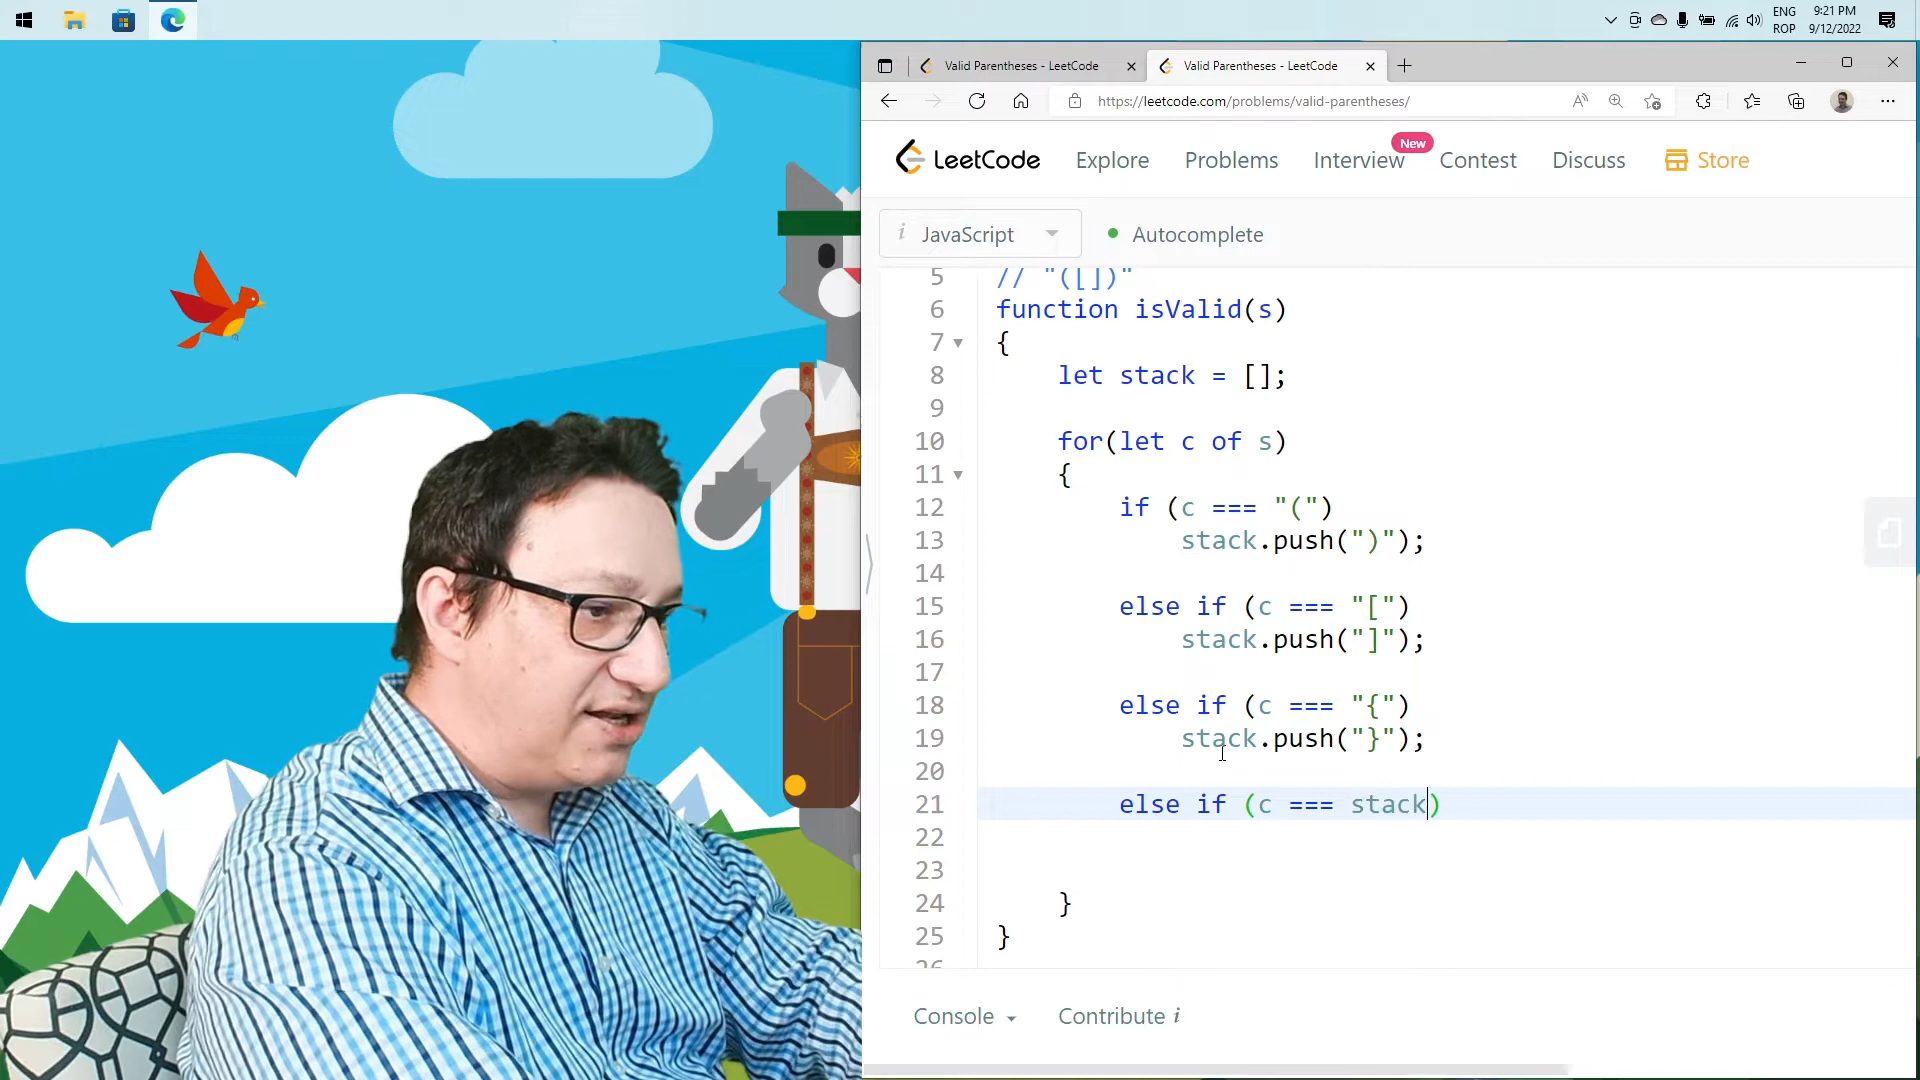 ENG
ROP
9:21 PM
9/12/2022
Valid Parentheses - LeetCode
Valid Parentheses - LeetCode
https://leetcode.com/problems/valid-parentheses/
LeetCode
Explore
Problems
Interview
New
Contest
Discuss
Store
i JavaScript
Autocomplete
5 // "([])"
6 function isValid(s)
7 {
8 let stack = [];
9
10 for(let c of s)
11 {
12 if (c === "(")
13 stack.push(")");
14
15 else if (c === "[")
16 stack.push("]");
17
18 else if (c === "{")
19 stack.push("}");
20
21 else if (c === stack)
22
23
24 }
25 }
26
Console
Contribute i